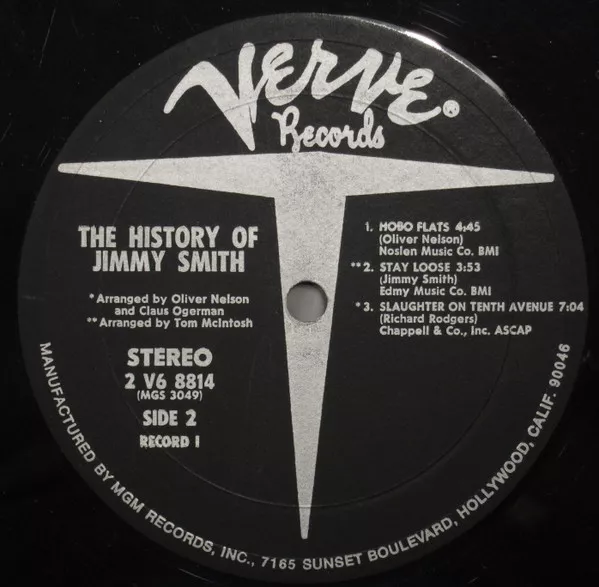 Verve®
Records
THE HISTORY OF
JIMMY SMITH
*Arranged by Oliver Nelson
and Claus Ogerman
**Arranged by Tom McIntosh
STEREO
2 V6 8814
(MGS 3049)
SIDE 2
RECORD I
1. HOBO FLATS 4:45
(Oliver Nelson)
Noslen Music Co. BMI
**2. STAY LOOSE 3:53
(Jimmy Smith)
Edmy Music Co. BMI
*3. SLAUGHTER ON TENTH AVENUE 7:04
(Richard Rodgers)
Chappell & Co., Inc. ASCAP
MANUFACTURED BY MGM RECORDS, INC., 7165 SUNSET BOULEVARD, HOLLYWOOD, CALIF. 90046